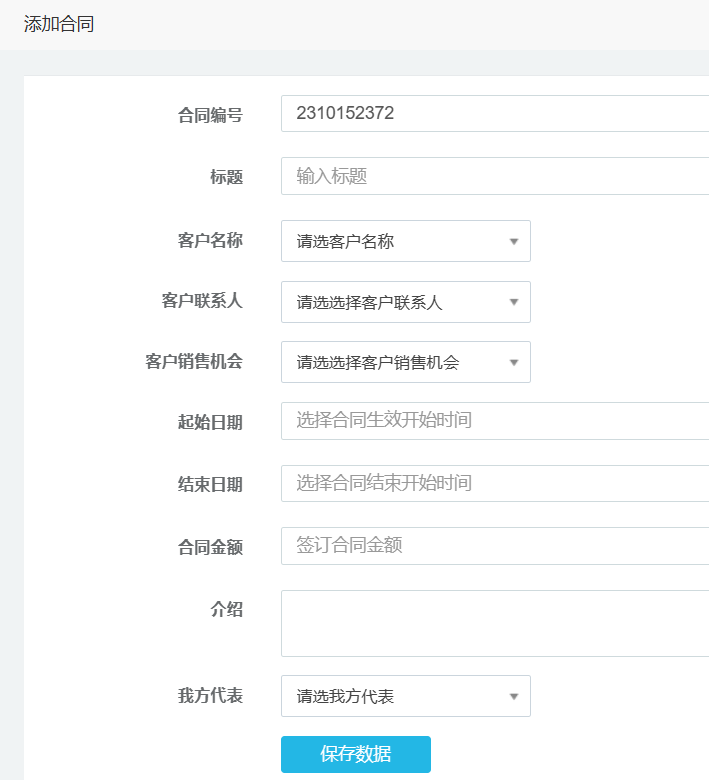 添加合同
合同编号 2310152372
标题 输入标题
客户名称 请选客户名称
客户联系人 请选选择客户联系人
客户销售机会 请选选择客户销售机会
起始日期 选择合同生效开始时间
结束日期 选择合同结束开始时间
合同金额 签订合同金额
介绍
我方代表 请选我方代表
保存数据